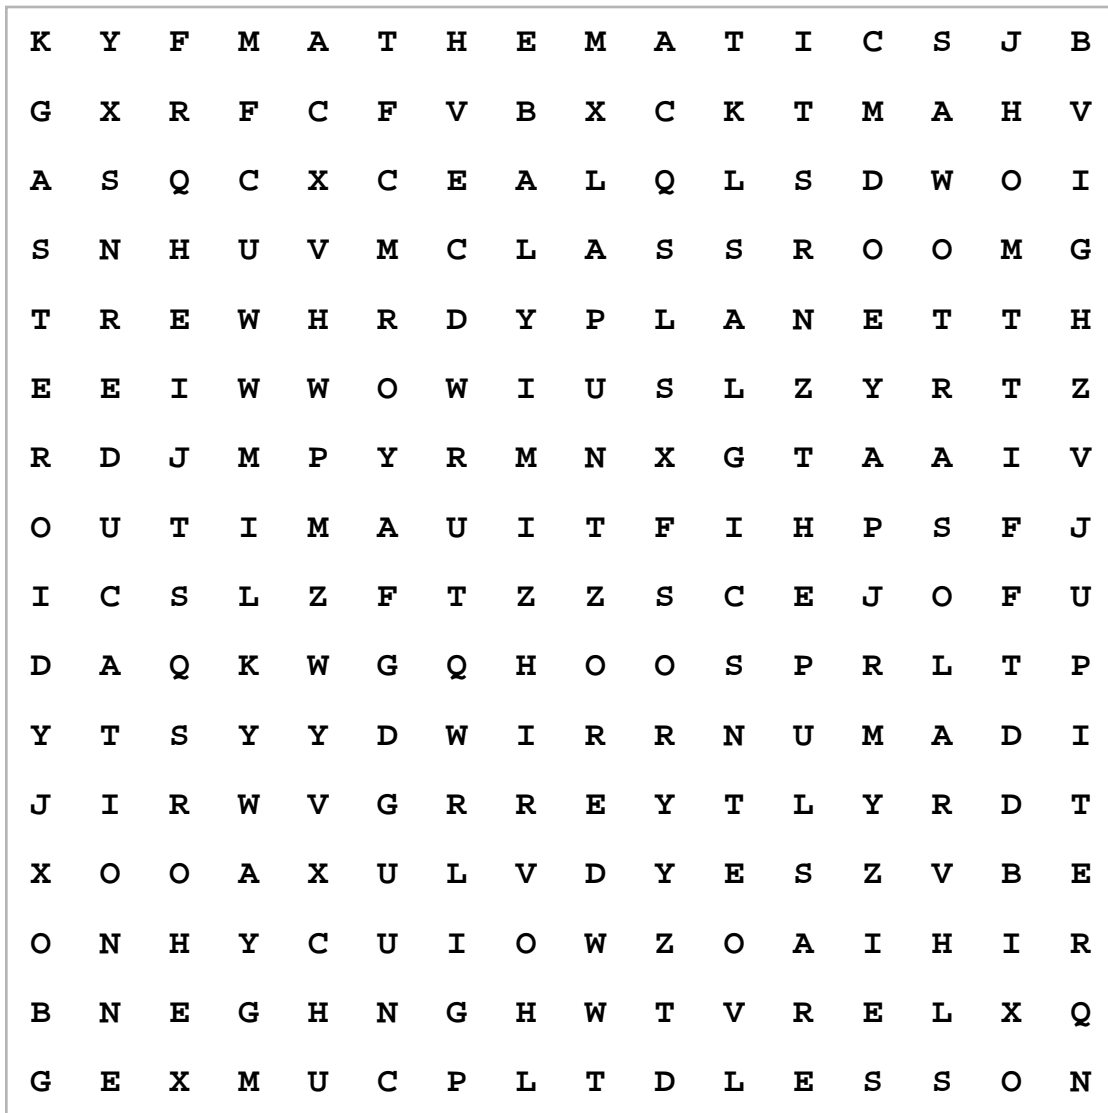 K Y F M A T H E M A T I C S J B
G X R F C F V B X C K T M A H V
A S Q C X C E A L Q L S D W O I
S N H U V M C L A S S R O O M G
T R E W H R D Y P L A N E T T H
E E I W W O W I U S L Z Y R T Z
R D J M P Y R M N X G T A A I V
O U T I M A U I T F I H P S F J
I C S L Z F T Z Z S C E J O F U
D A Q K W G Q H O O S P R L T P
Y T S Y Y D W I R R N U M A D I
J I R W V G R R E Y T L Y R D T
X O O A X U L V D Y E S Z V B E
O N H Y C U I O W Z O A I H I R
B N E G H N G H W T V R E L X Q
G E X M U C P L T D L E S S O N